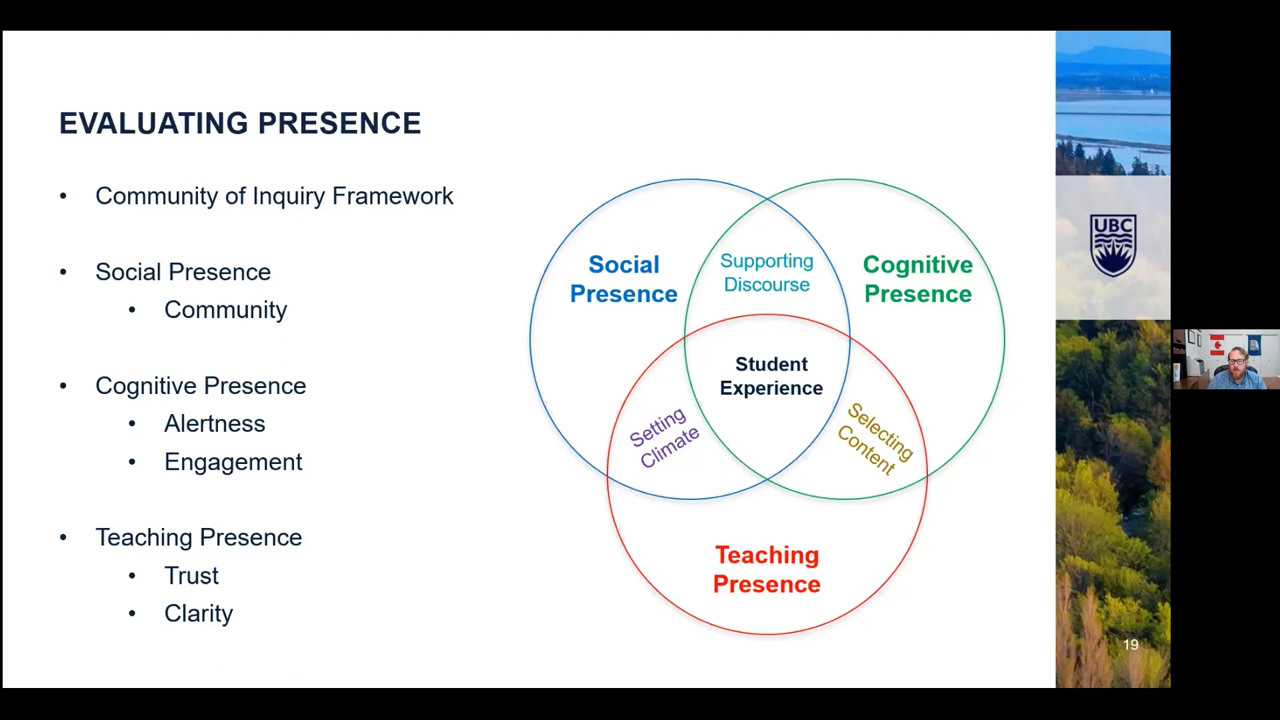 EVALUATING PRESENCE
• Community of Inquiry Framework
• Social Presence
• Community
• Cognitive Presence
• Alertness
• Engagement
• Teaching Presence
• Trust
• Clarity
Social
Presence
Supporting
Discourse
Cognitive
Presence
Student
Experience
Setting
Climate
Selecting
Content
Teaching
Presence
UBC
19